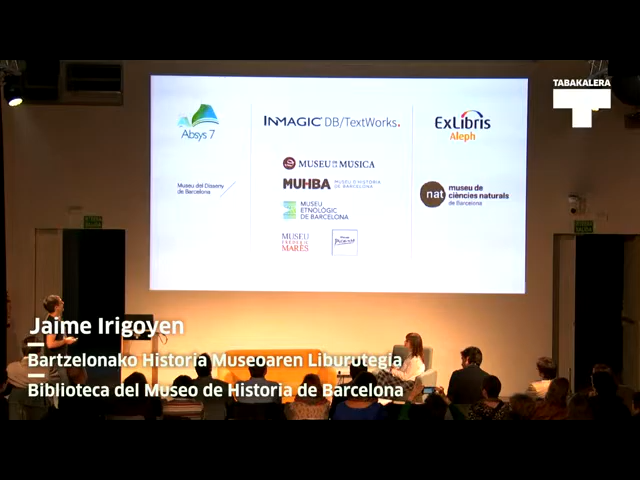 TABAKALERA
Absys 7
INMAGIC DB/TextWorks.
ExLibris
Aleph
Museu del Disseny
de Barcelona
MUSEU DE LA MÚSICA
MUHBA MUSEU D'HISTÒRIA
DE BARCELONA
MUSEU
ETNOLÒGIC
DE BARCELONA
MUSEU
FREDERIC
MARÈS
nat museu de
ciències naturals
de Barcelona
Jaime Irigoyen
Bartzelonako Historia Museoaren Liburutegia
Biblioteca del Museo de Historia de Barcelona